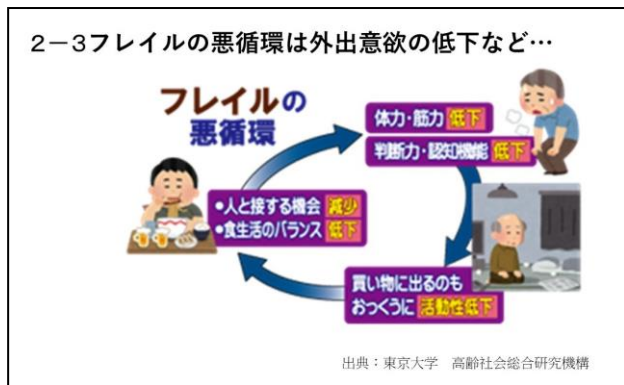 2－3フレイルの悪循環は外出意欲の低下など…
フレイルの
悪循環
体力・筋力 低下
判断力・認知機能 低下
•人と接する機会 減少
•食生活のバランス 低下
買い物に出るのも
おっくうに 活動性低下
出典：東京大学 高齢社会総合研究機構